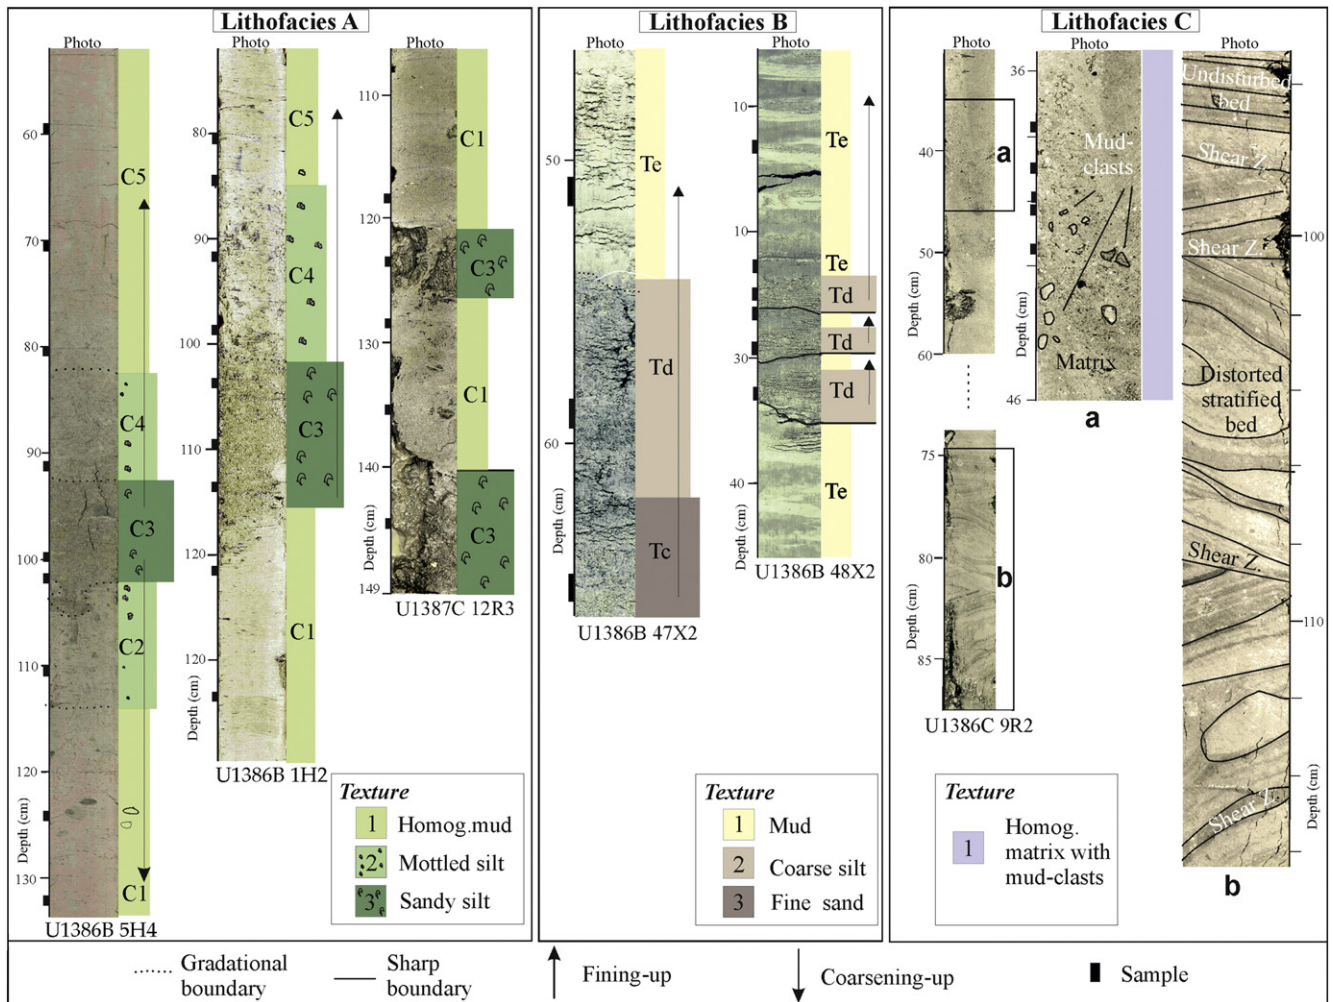 Lithofacies A
Photo
60
70
80
90
100
110
120
130
Depth (cm)
C5
C4
C3
C2
C1
U1386B 5H4
Photo
80
90
100
110
120
120
Depth (cm)
C5
C4
C3
C1
U1386B 1H2
Photo
110
120
130
140
149
Depth (cm)
C1
C3
C1
C3
U1387C 12R3
Texture
1 Homog.mud
2 Mottled silt
3 Sandy silt
Lithofacies B
Photo
50
60
Depth (cm)
Te
Td
Tc
U1386B 47X2
Photo
10
10
30
40
Depth (cm)
Te
Te
Td
Td
Td
Te
U1386B 48X2
Texture
1 Mud
2 Coarse silt
3 Fine sand
Lithofacies C
Photo
40
50
60
Depth (cm)
a
75
80
85
Depth (cm)
b
U1386C 9R2
Photo
36
46
Depth (cm)
Mud-
clasts
Matrix
a
Photo
Undisturbed
bed
Shear Z.
Shear Z.
Distorted
stratified
bed
Shear Z.
Shear Z.
100
110
Depth (cm)
b
Texture
1 Homog.
matrix with
mud-clasts
Gradational
boundary
Sharp
boundary
Fining-up
Coarsening-up
Sample